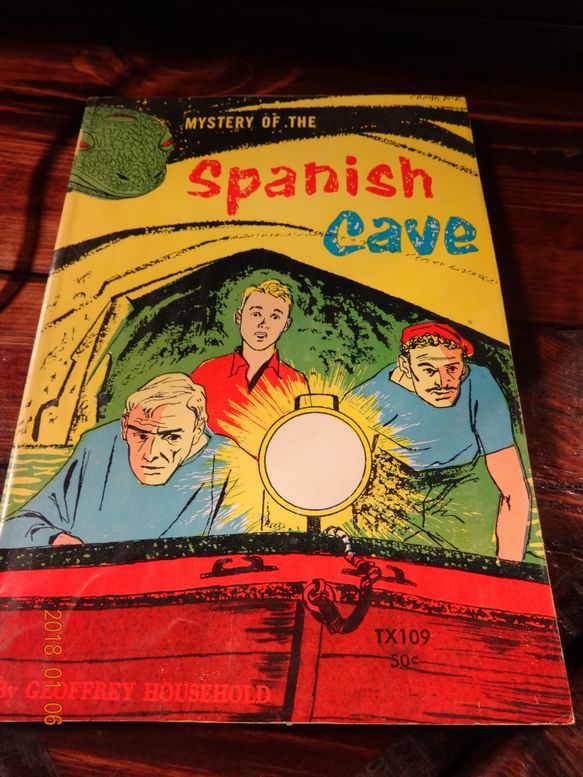 MYSTERY OF THE
Spanish
Cave
TX109
50¢
By GEOFFREY HOUSEHOLD
2018 01 06